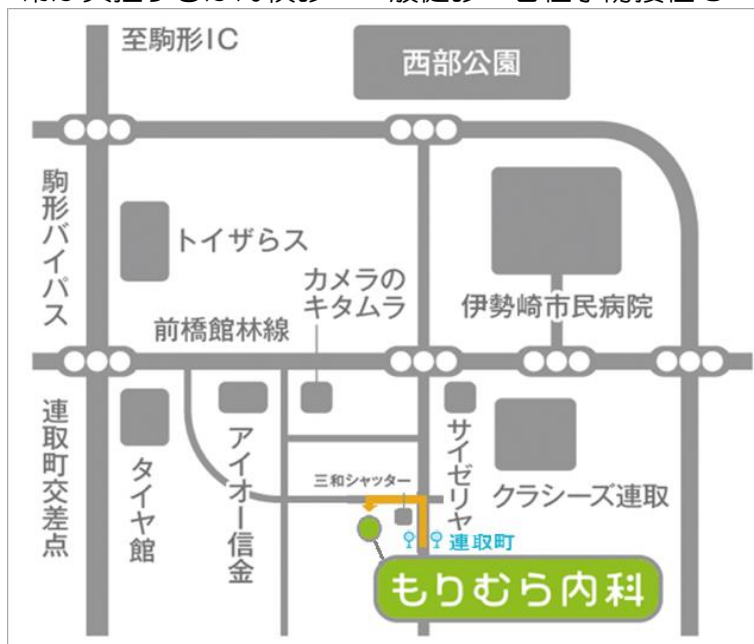 至駒形IC
西部公園
駒形バイパス
トイザらス
カメラの
キタムラ
伊勢崎市民病院
前橋館林線
連取町交差点
タイヤ館
アイオー信金
サイゼリヤ
クラシーズ連取
三和シャッター
連取町
もりむら内科